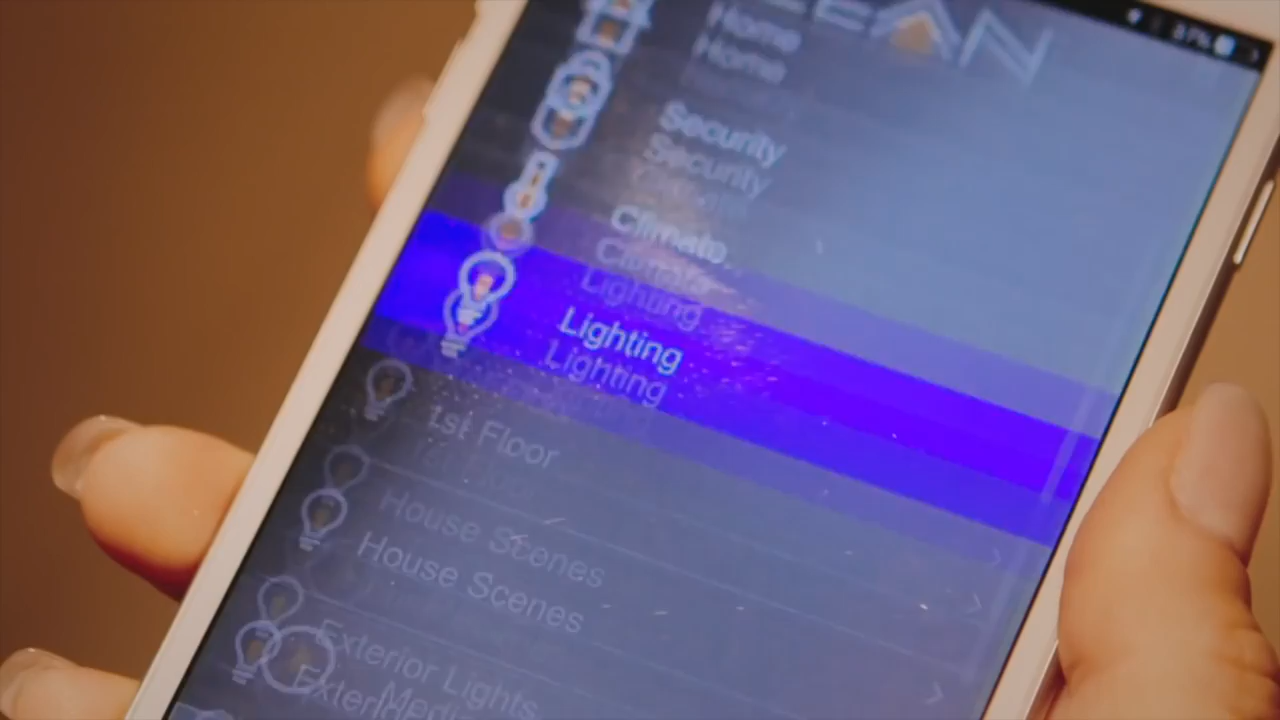 Home
Home
Security
Security
Climate
Climate
Lighting
Lighting
Lighting
1st Floor
House Scenes
House Scenes
Exterior Lights